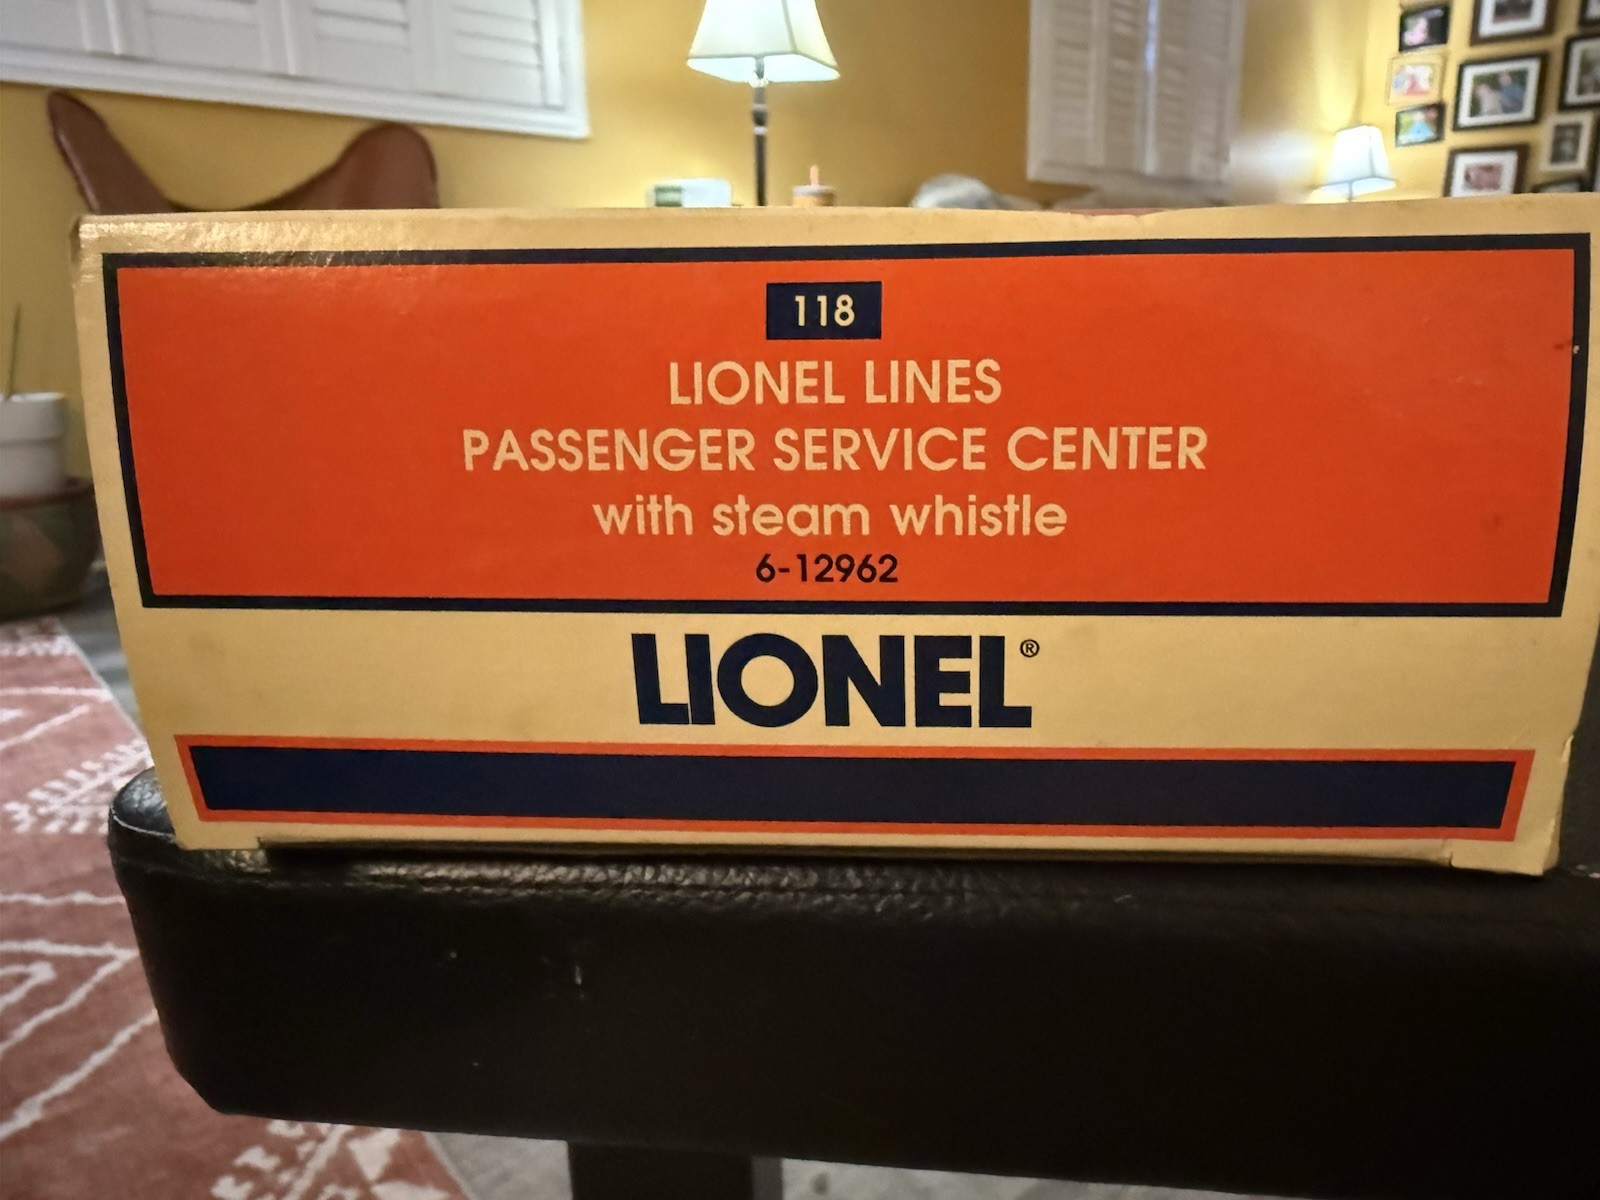 118
LIONEL LINES
PASSENGER SERVICE CENTER
with steam whistle
6-12962
LIONEL®